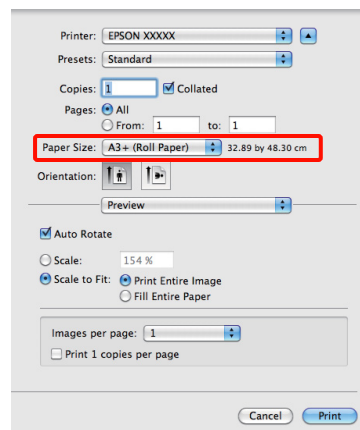 Printer: EPSON XXXXX
Presets: Standard
Copies: 1 Collated
Pages: All
From: 1 to: 1
Paper Size: A3+ (Roll Paper) 32.89 by 48.30 cm
Orientation:
Preview
Auto Rotate
Scale: 154 %
Scale to Fit: Print Entire Image
Fill Entire Paper
Images per page: 1
Print 1 copies per page
Cancel Print